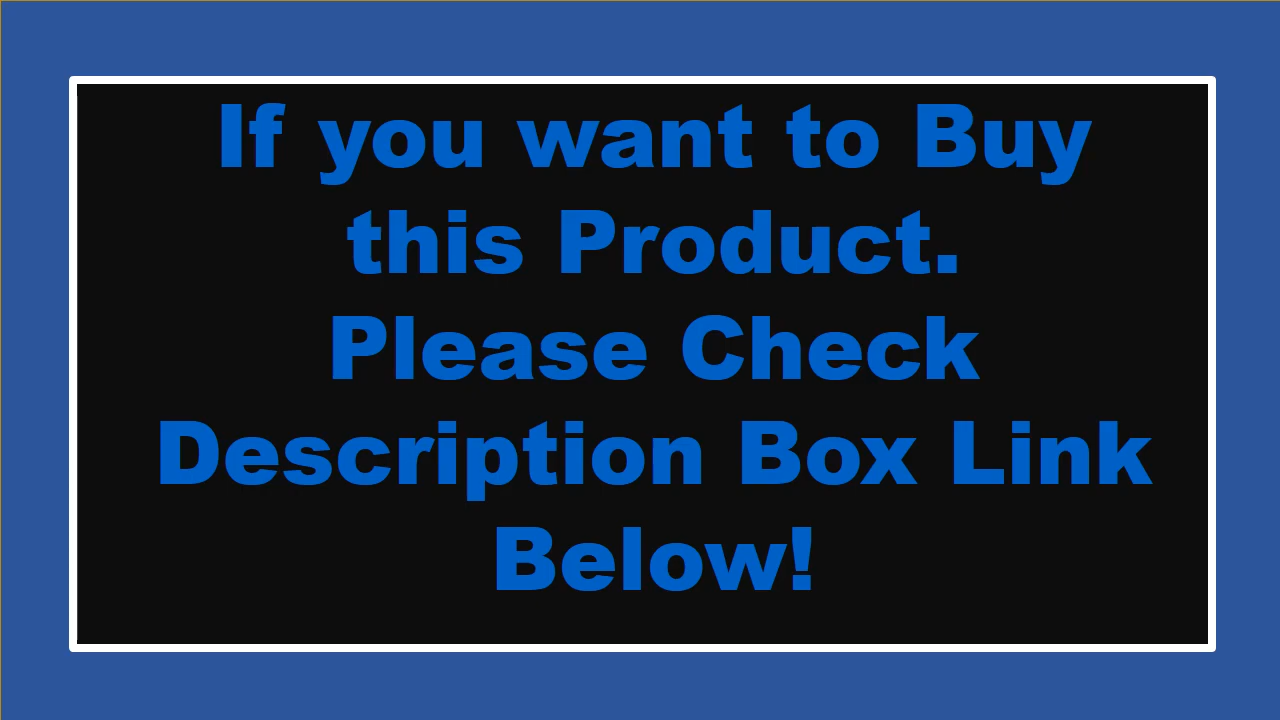 If you want to Buy
this Product.
Please Check
Description Box Link
Below!